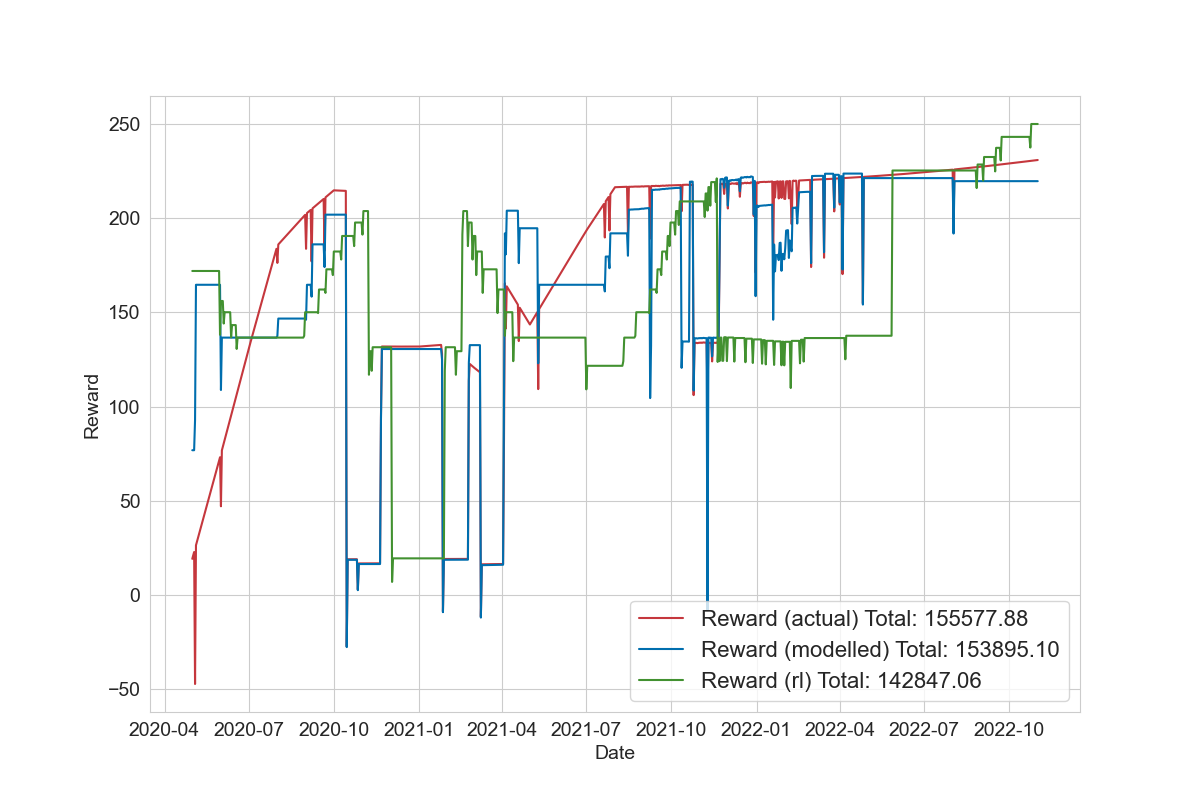 250
200
150
100
50
0
−50
Reward
2020-04 2020-07 2020-10 2021-01 2021-04 2021-07 2021-10 2022-01 2022-04 2022-07 2022-10
Date
Reward (actual) Total: 155577.88
Reward (modelled) Total: 153895.10
Reward (rl) Total: 142847.06